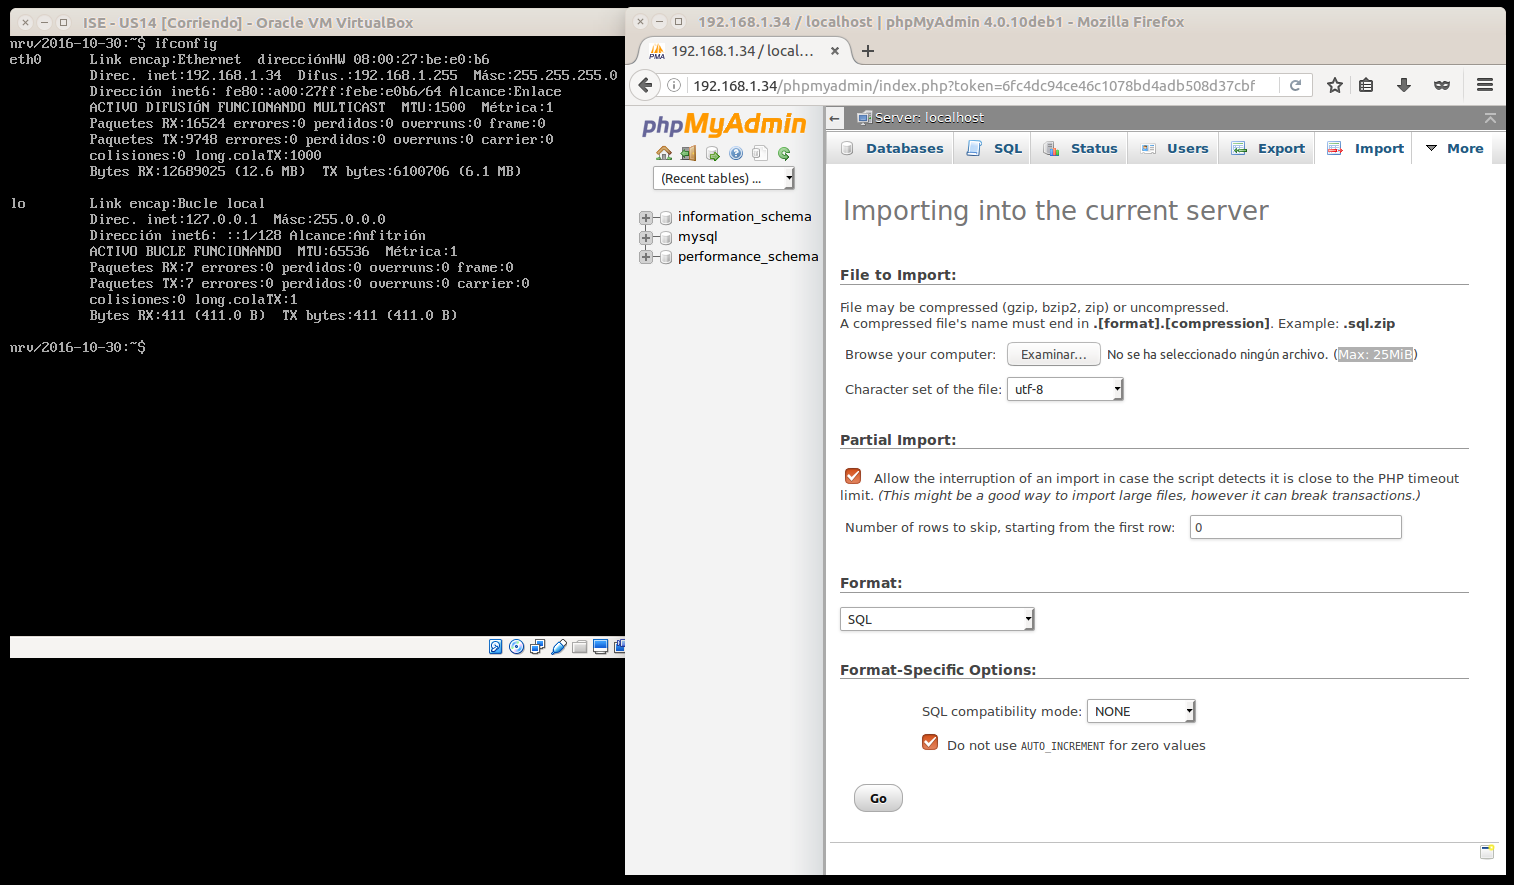 ISE - US14 [Corriendo] - Oracle VM VirtualBox
nrv/2016-10-30:~$ ifconfig
eth0      Link encap:Ethernet  direcciónHW 08:00:27:be:e0:b6
Direc. inet:192.168.1.34  Difus.:192.168.1.255  Másc:255.255.255.0
Dirección inet6: fe80::a00:27ff:febe:e0b6/64 Alcance:Enlace
ACTIVO DIFUSIÓN FUNCIONANDO MULTICAST  MTU:1500  Métrica:1
Paquetes RX:16524 errores:0 perdidos:0 overruns:0 frame:0
Paquetes TX:9748 errores:0 perdidos:0 overruns:0 carrier:0
colisiones:0 long.colaTX:1000
Bytes RX:12689025 (12.6 MB)  TX bytes:6100706 (6.1 MB)
lo        Link encap:Bucle local
Direc. inet:127.0.0.1  Másc:255.0.0.0
Dirección inet6: ::1/128 Alcance:Anfitrión
ACTIVO BUCLE FUNCIONANDO  MTU:65536  Métrica:1
Paquetes RX:7 errores:0 perdidos:0 overruns:0 frame:0
Paquetes TX:7 errores:0 perdidos:0 overruns:0 carrier:0
colisiones:0 long.colaTX:1
Bytes RX:411 (411.0 B)  TX bytes:411 (411.0 B)
nrv/2016-10-30:~$
192.168.1.34 / localhost | phpMyAdmin 4.0.10deb1 - Mozilla Firefox
PMA 192.168.1.34 / local...
192.168.1.34/phpmyadmin/index.php?token=6fc4dc94ce46c1078bd4adb508d37cbf
phpMyAdmin
(Recent tables) ...
information_schema
mysql
performance_schema
Server: localhost
Databases SQL Status Users Export Import More
Importing into the current server
File to Import:
File may be compressed (gzip, bzip2, zip) or uncompressed.
A compressed file's name must end in .[format].[compression]. Example: .sql.zip
Browse your computer: Examinar... No se ha seleccionado ningún archivo. (Max: 25MiB)
Character set of the file: utf-8
Partial Import:
Allow the interruption of an import in case the script detects it is close to the PHP timeout
limit. (This might be a good way to import large files, however it can break transactions.)
Number of rows to skip, starting from the first row: 0
Format:
SQL
Format-Specific Options:
SQL compatibility mode: NONE
Do not use AUTO_INCREMENT for zero values
Go